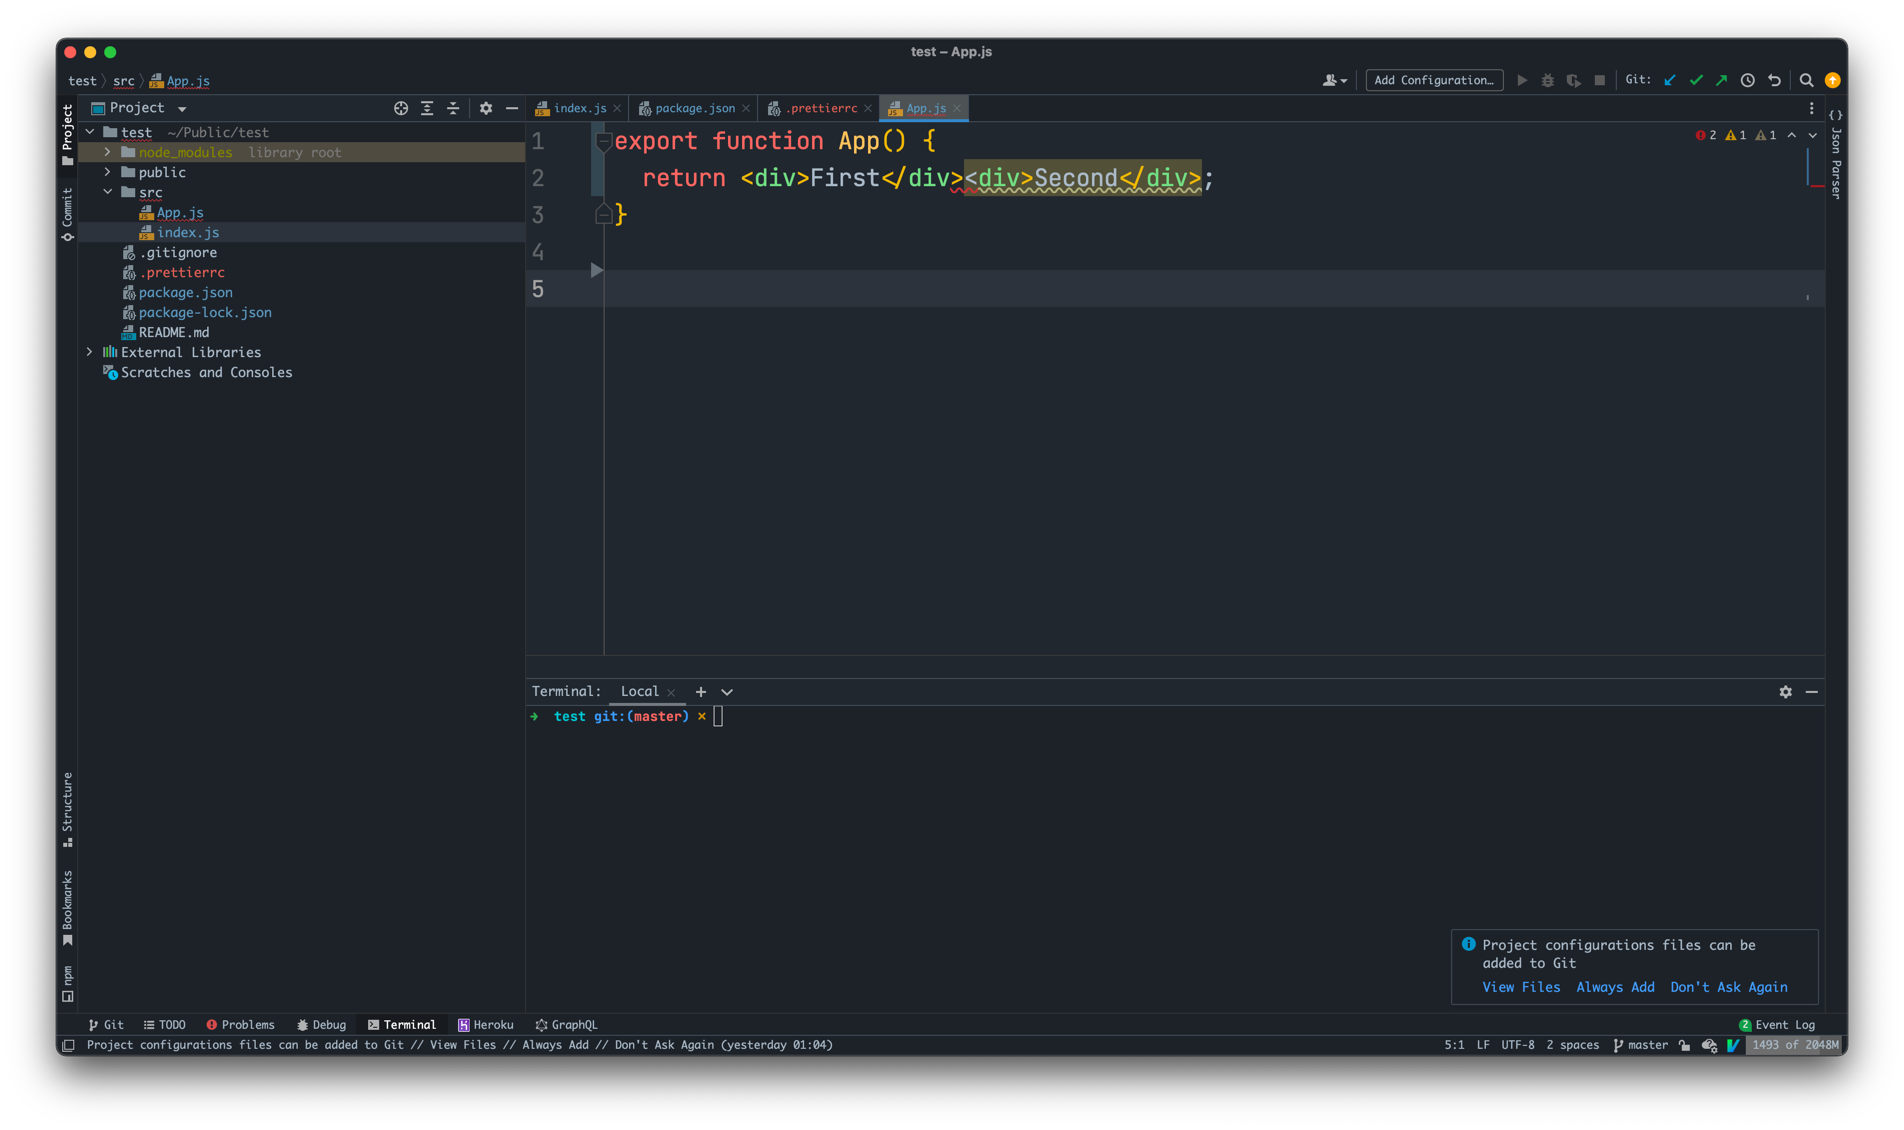 test – App.js
test src App.js Add Configuration... Git:
Project
index.js package.json .prettierrc App.js
test ~/Public/test
node_modules library root
public
src
App.js
index.js
.gitignore
.prettierrc
package.json
package-lock.json
README.md
External Libraries
Scratches and Consoles
Project
Commit
Structure
Bookmarks
npm
1 export function App() {
2 return <div>First</div><div>Second</div>;
3 }
4
5
2 1 1
{} Json Parser
Terminal: Local
→ test git:(master) ×
Project configurations files can be
added to Git
View Files Always Add Don't Ask Again
Git TODO Problems Debug Terminal Heroku GraphQL 2 Event Log
Project configurations files can be added to Git // View Files // Always Add // Don't Ask Again (yesterday 01:04) 5:1 LF UTF-8 2 spaces master 1493 of 2048M